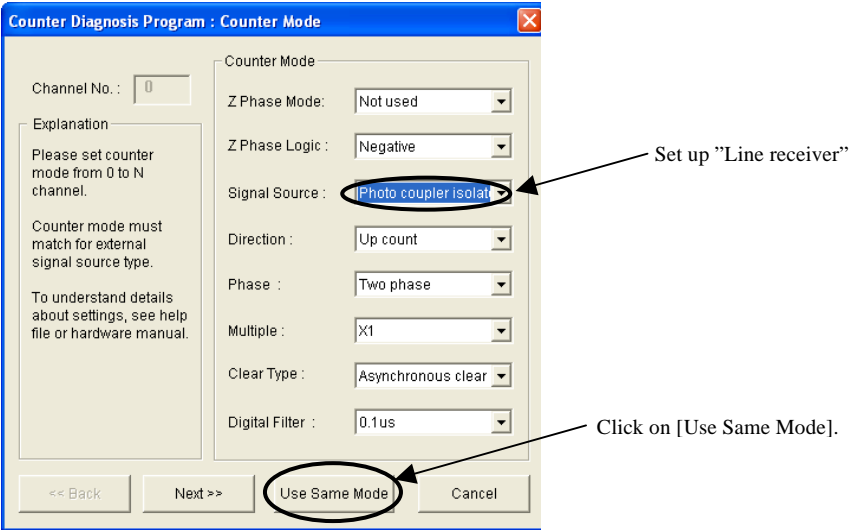 Counter Diagnosis Program : Counter Mode
Channel No. : 0
Explanation
Please set counter
mode from 0 to N
channel.
Counter mode must
match for external
signal source type.
To understand details
about settings, see help
file or hardware manual.
Counter Mode
Z Phase Mode: Not used
Z Phase Logic : Negative
Signal Source : Photo coupler isolat
Direction : Up count
Phase : Two phase
Multiple : X1
Clear Type : Asynchronous clear
Digital Filter : 0.1us
<< Back Next >> Use Same Mode Cancel
Set up ”Line receiver”
Click on [Use Same Mode].